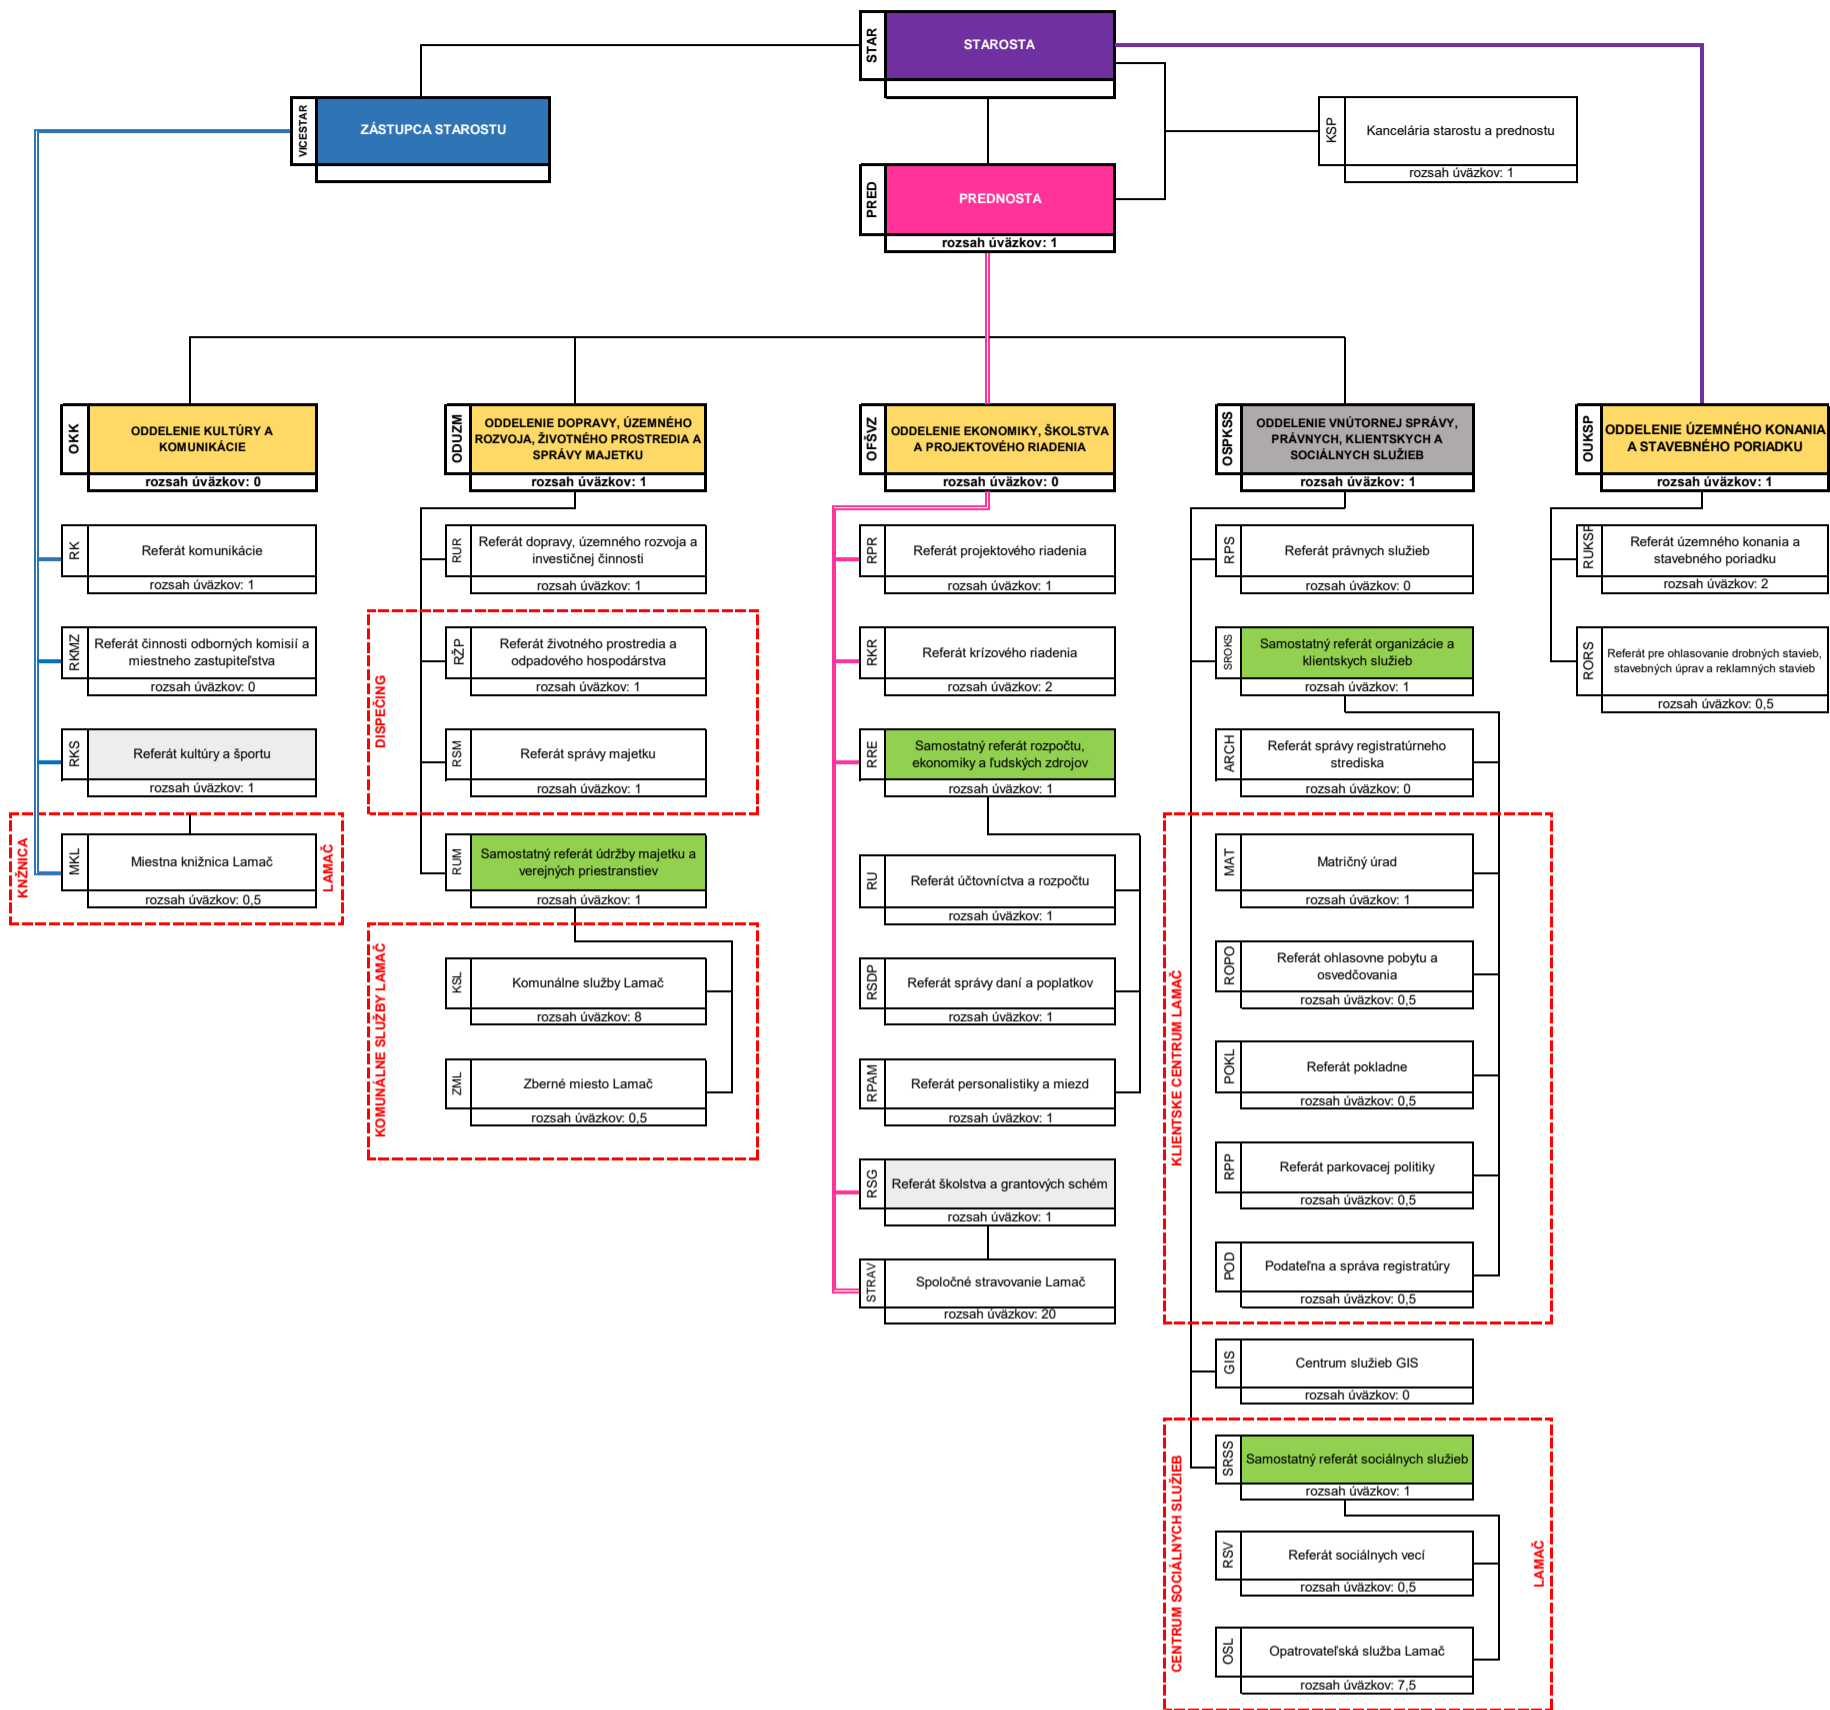 STAR
STAROSTA
VICESTAR
ZÁSTUPCA STAROSTU
KSP
Kancelária starostu a prednostu
rozsah úväzkov: 1
PRED
PREDNOSTA
rozsah úväzkov: 1
OKK
ODDELENIE KULTÚRY A
KOMUNIKÁCIE
rozsah úväzkov: 0
RK
Referát komunikácie
rozsah úväzkov: 1
RKMZ
Referát činnosti odborných komisií a
miestneho zastupiteľstva
rozsah úväzkov: 0
RKS
Referát kultúry a športu
rozsah úväzkov: 1
KNŽNICA
MKL
Miestna knižnica Lamač
rozsah úväzkov: 0,5
LAMAČ
ODUZM
ODDELENIE DOPRAVY, ÚZEMNÉHO
ROZVOJA, ŽIVOTNÉHO PROSTREDIA A
SPRÁVY MAJETKU
rozsah úväzkov: 1
RUR
Referát dopravy, územného rozvoja a
investičnej činnosti
rozsah úväzkov: 1
DISPEČING
RŽP
Referát životného prostredia a
odpadového hospodárstva
rozsah úväzkov: 1
RSM
Referát správy majetku
rozsah úväzkov: 1
RUM
Samostatný referát údržby majetku a
verejných priestranstiev
rozsah úväzkov: 1
KOMUNÁLNE SLUŽBY LAMAČ
KSL
Komunálne služby Lamač
rozsah úväzkov: 8
ZML
Zberné miesto Lamač
rozsah úväzkov: 0,5
OFŠVZ
ODDELENIE EKONOMIKY, ŠKOLSTVA
A PROJEKTOVÉHO RIADENIA
rozsah úväzkov: 0
RPR
Referát projektového riadenia
rozsah úväzkov: 1
RKR
Referát krízového riadenia
rozsah úväzkov: 2
RRE
Samostatný referát rozpočtu,
ekonomiky a ľudských zdrojov
rozsah úväzkov: 1
RU
Referát účtovníctva a rozpočtu
rozsah úväzkov: 1
RSDP
Referát správy daní a poplatkov
rozsah úväzkov: 1
RPAM
Referát personalistiky a miezd
rozsah úväzkov: 1
RSG
Referát školstva a grantových schém
rozsah úväzkov: 1
STRAV
Spoločné stravovanie Lamač
rozsah úväzkov: 20
OSPKSS
ODDELENIE VNÚTORNEJ SPRÁVY,
PRÁVNYCH, KLIENTSKYCH A
SOCIÁLNYCH SLUŽIEB
rozsah úväzkov: 1
RPS
Referát právnych služieb
rozsah úväzkov: 0
SROKS
Samostatný referát organizácie a
klientskych služieb
rozsah úväzkov: 1
ARCH
Referát správy registratúrneho
strediska
rozsah úväzkov: 0
KLIENTSKE CENTRUM LAMAČ
MAT
Matričný úrad
rozsah úväzkov: 1
ROPO
Referát ohlasovne pobytu a
osvedčovania
rozsah úväzkov: 0,5
POKL
Referát pokladne
rozsah úväzkov: 0,5
RPP
Referát parkovacej politiky
rozsah úväzkov: 0,5
POD
Podateľna a správa registratúry
rozsah úväzkov: 0,5
GIS
Centrum služieb GIS
rozsah úväzkov: 0
CENTRUM SOCIÁLNYCH SLUŽIEB
SRSS
Samostatný referát sociálnych služieb
rozsah úväzkov: 1
RSV
Referát sociálnych vecí
rozsah úväzkov: 0,5
LAMAČ
OSL
Opatrovateľská služba Lamač
rozsah úväzkov: 7,5
OUKSP
ODDELENIE ÚZEMNÉHO KONANIA
A STAVEBNÉHO PORIADKU
rozsah úväzkov: 1
RUKSP
Referát územného konania a
stavebného poriadku
rozsah úväzkov: 2
RORS
Referát pre ohlasovanie drobných stavieb,
stavebných úprav a reklamných stavieb
rozsah úväzkov: 0,5